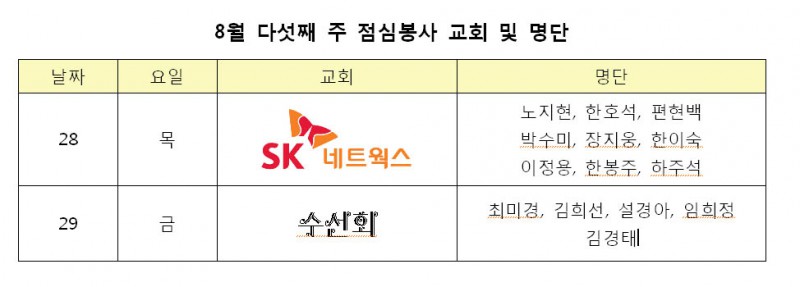 8월 다섯째 주 점심봉사 교회 및 명단
날짜 요일 교회 명단
28 목 SK 네트웍스 노지현, 한호석, 편현백
박수미, 장지웅, 한이숙
이정용, 한봉주, 하주석
29 금 수선회 최미경, 김희선, 설경아, 임희정
김경태